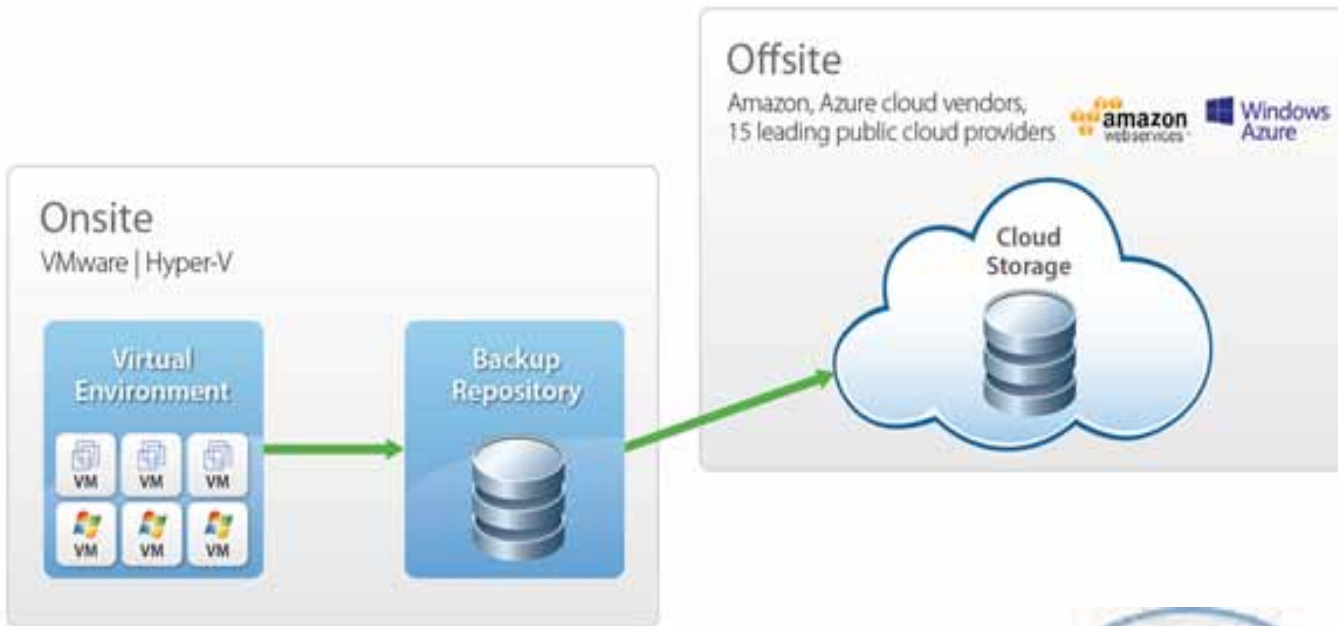 Offsite
Amazon, Azure cloud vendors,
15 leading public cloud providers
amazon
webservices
Windows
Azure
Cloud
Storage
Onsite
VMware | Hyper-V
Virtual
Environment
VM VM VM
VM VM VM
Backup
Repository